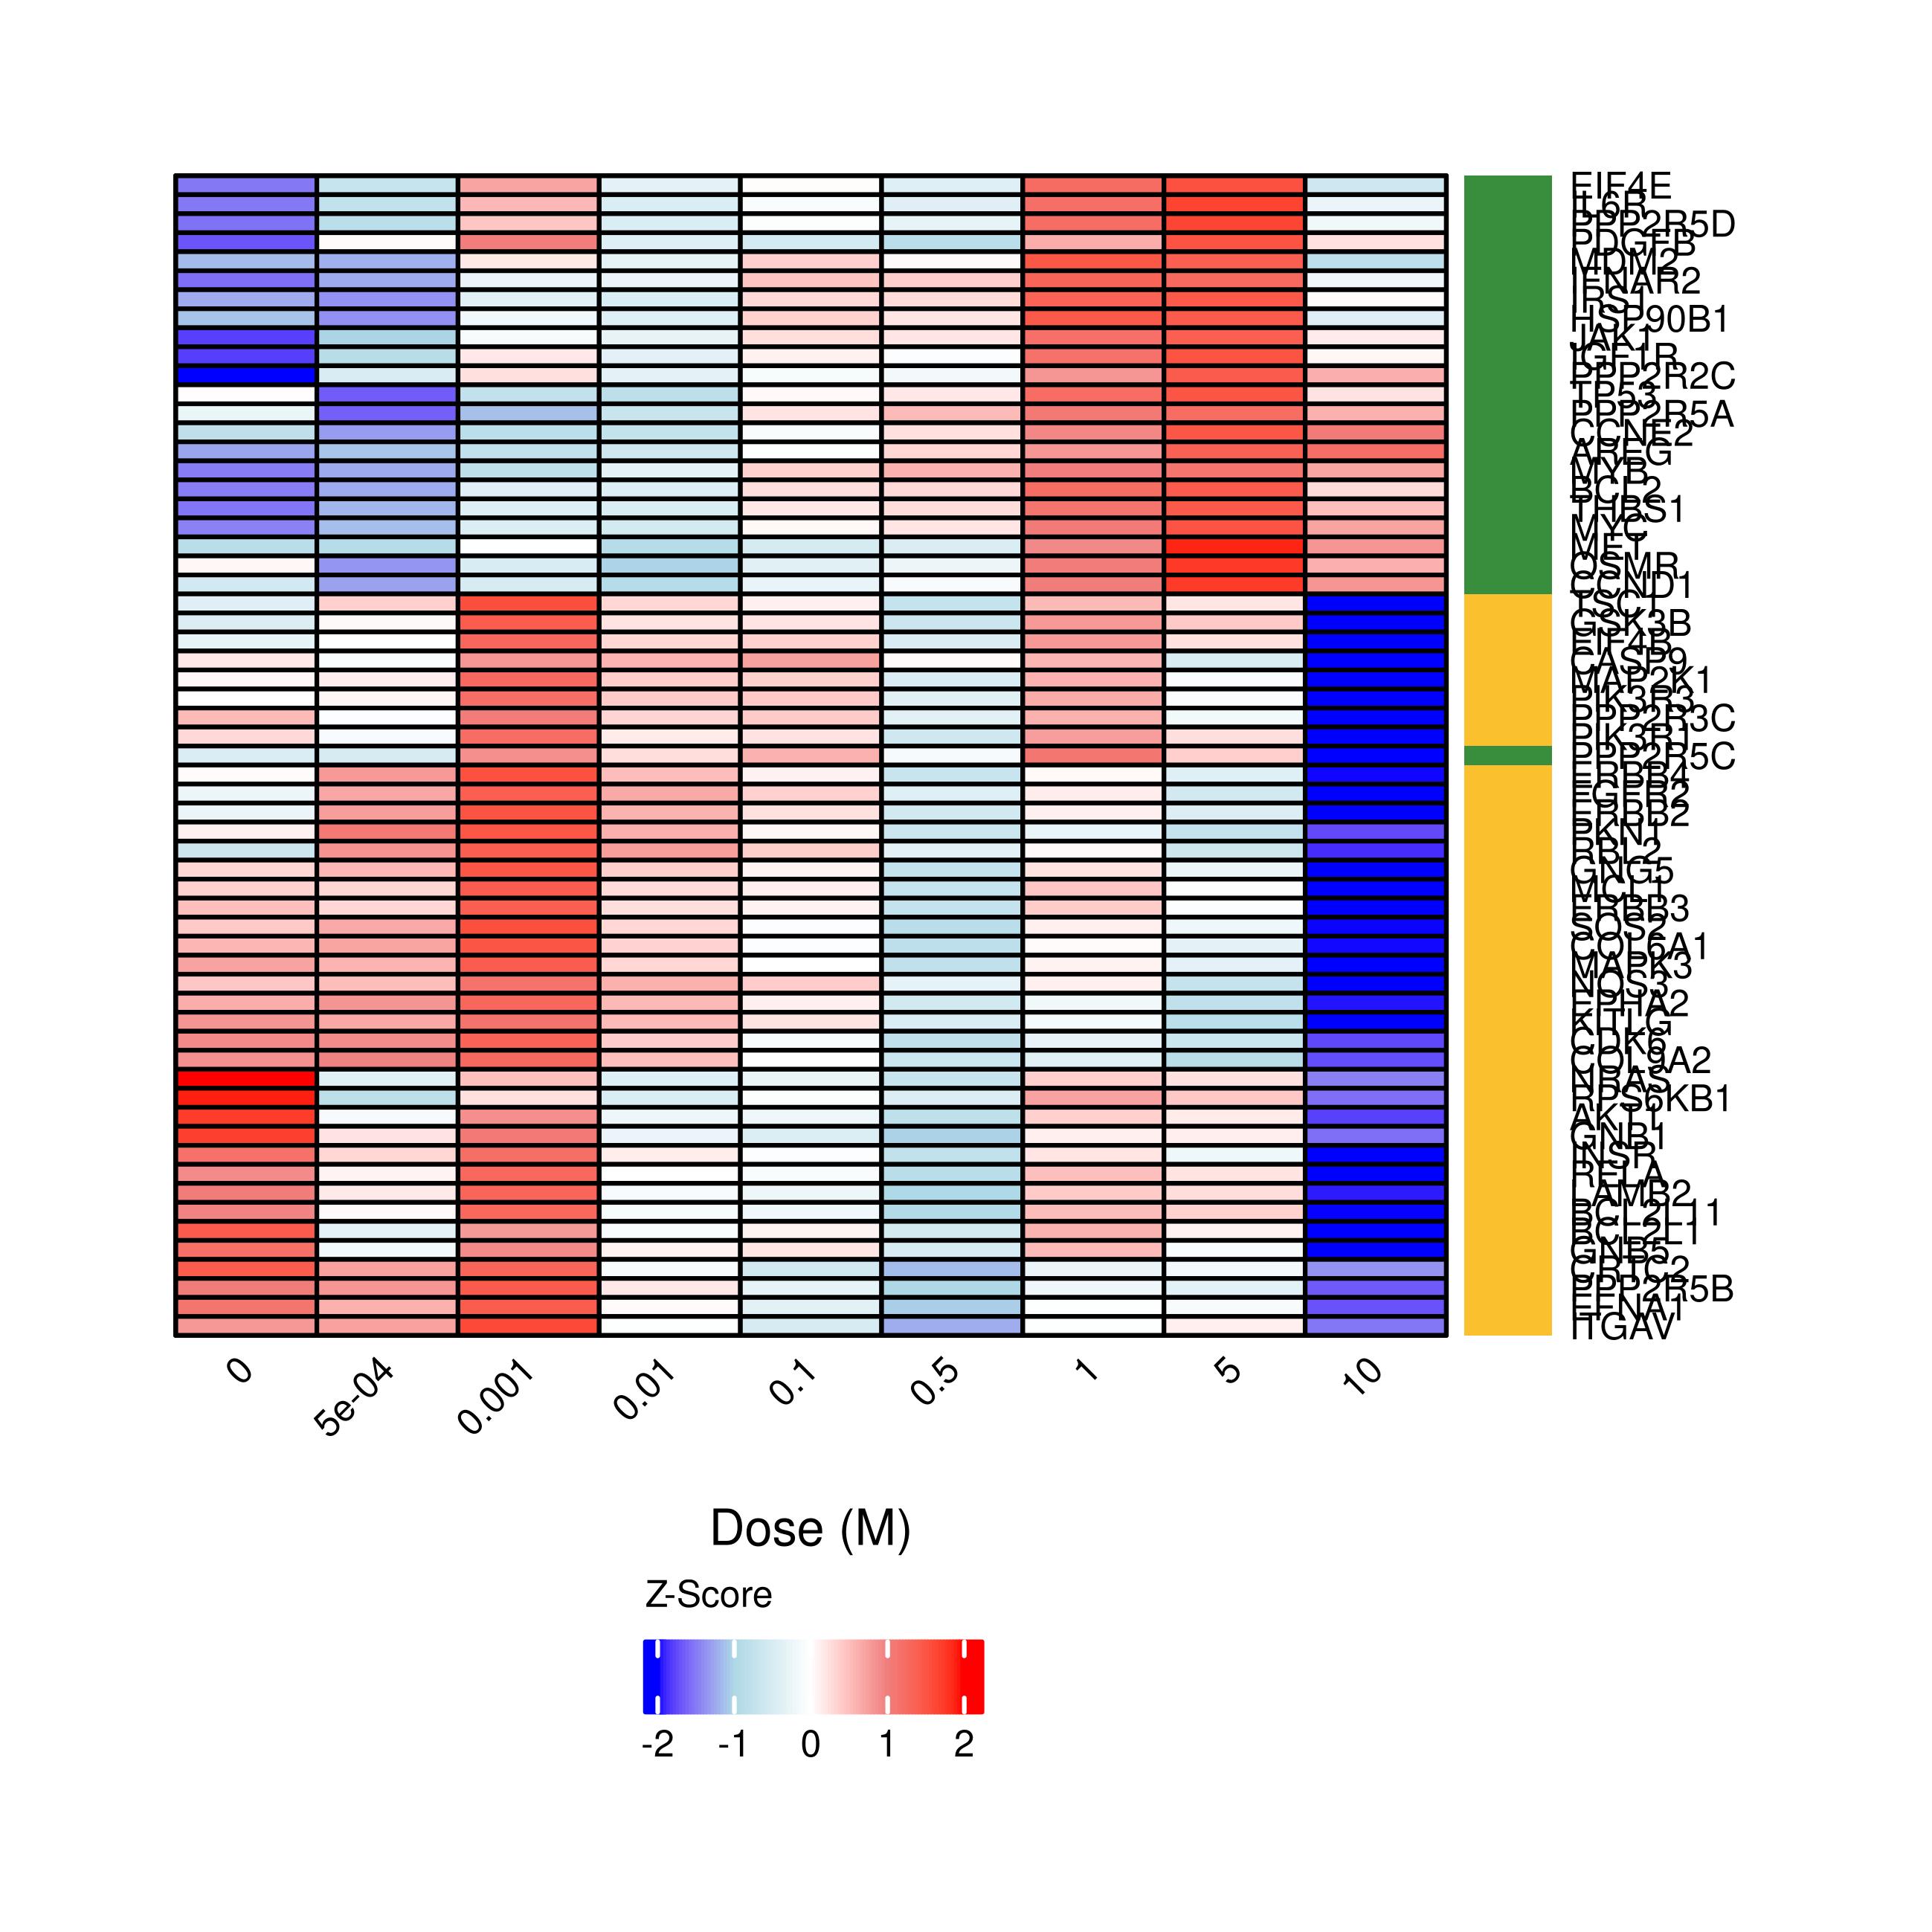 EIF4E
IL6R
PPP2R5D
PDGFB
MDM2
IFNAR2
IRS1
HSP90B1
JAK1
IGF1R
PPP2R2C
TP53
PPP2R5A
CCNE2
AREG
MYB
BCL2
THBS1
MYC
MET
OSMR
CCND1
TSC1
GSK3B
EIF4B
CASP9
MAP2K1
PIK3R3
PPP2R3C
PIK3R1
PPP2R5C
ERBB4
FGFR2
ERBB2
PKN1
RBL2
GNG5
MCL1
ERBB3
SOS2
COL6A1
MAPK3
NOS3
EPHA2
KITLG
CDK6
COL9A2
NRAS
RPS6KB1
AKT1
GNB1
INSR
RELA
LAMB2
BCL2L11
BCL2L1
GNB5
CRTC2
PPP2R5B
EFNA1
ITGAV
0 5e-04 0.001 0.01 0.1 0.5 1 5 10
Dose (M)
Z-Score
-2 -1 0 1 2